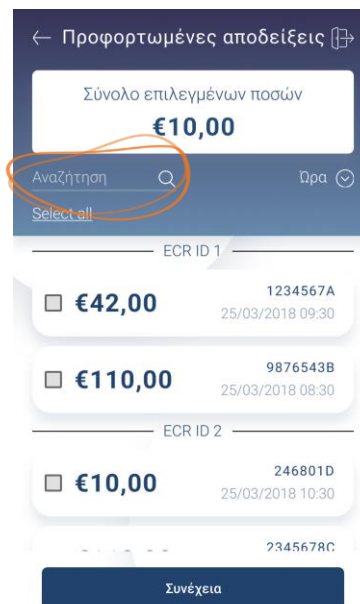 Προφορτωμένες αποδείξεις
Σύνολο επιλεγμένων ποσών
€10,00
Αναζήτηση Ώρα
Select all
ECR ID 1
€42,00 1234567A
25/03/2018 09:30
€110,00 9876543B
25/03/2018 08:30
ECR ID 2
€10,00 246801D
25/03/2018 10:30
2345678C
Συνέχεια